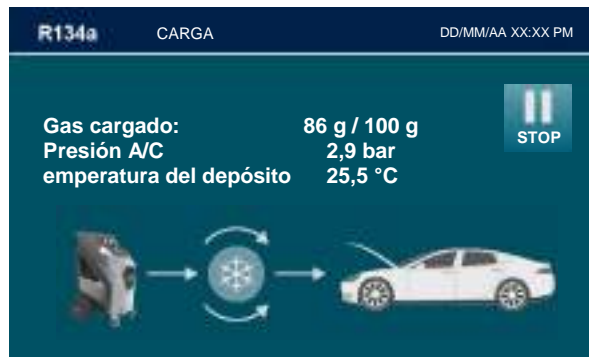 R134a CARGA DD/MM/AA XX:XX PM
Gas cargado: 86 g / 100 g
STOP
Presión A/C 2,9 bar
emperatura del depósito 25,5 °C